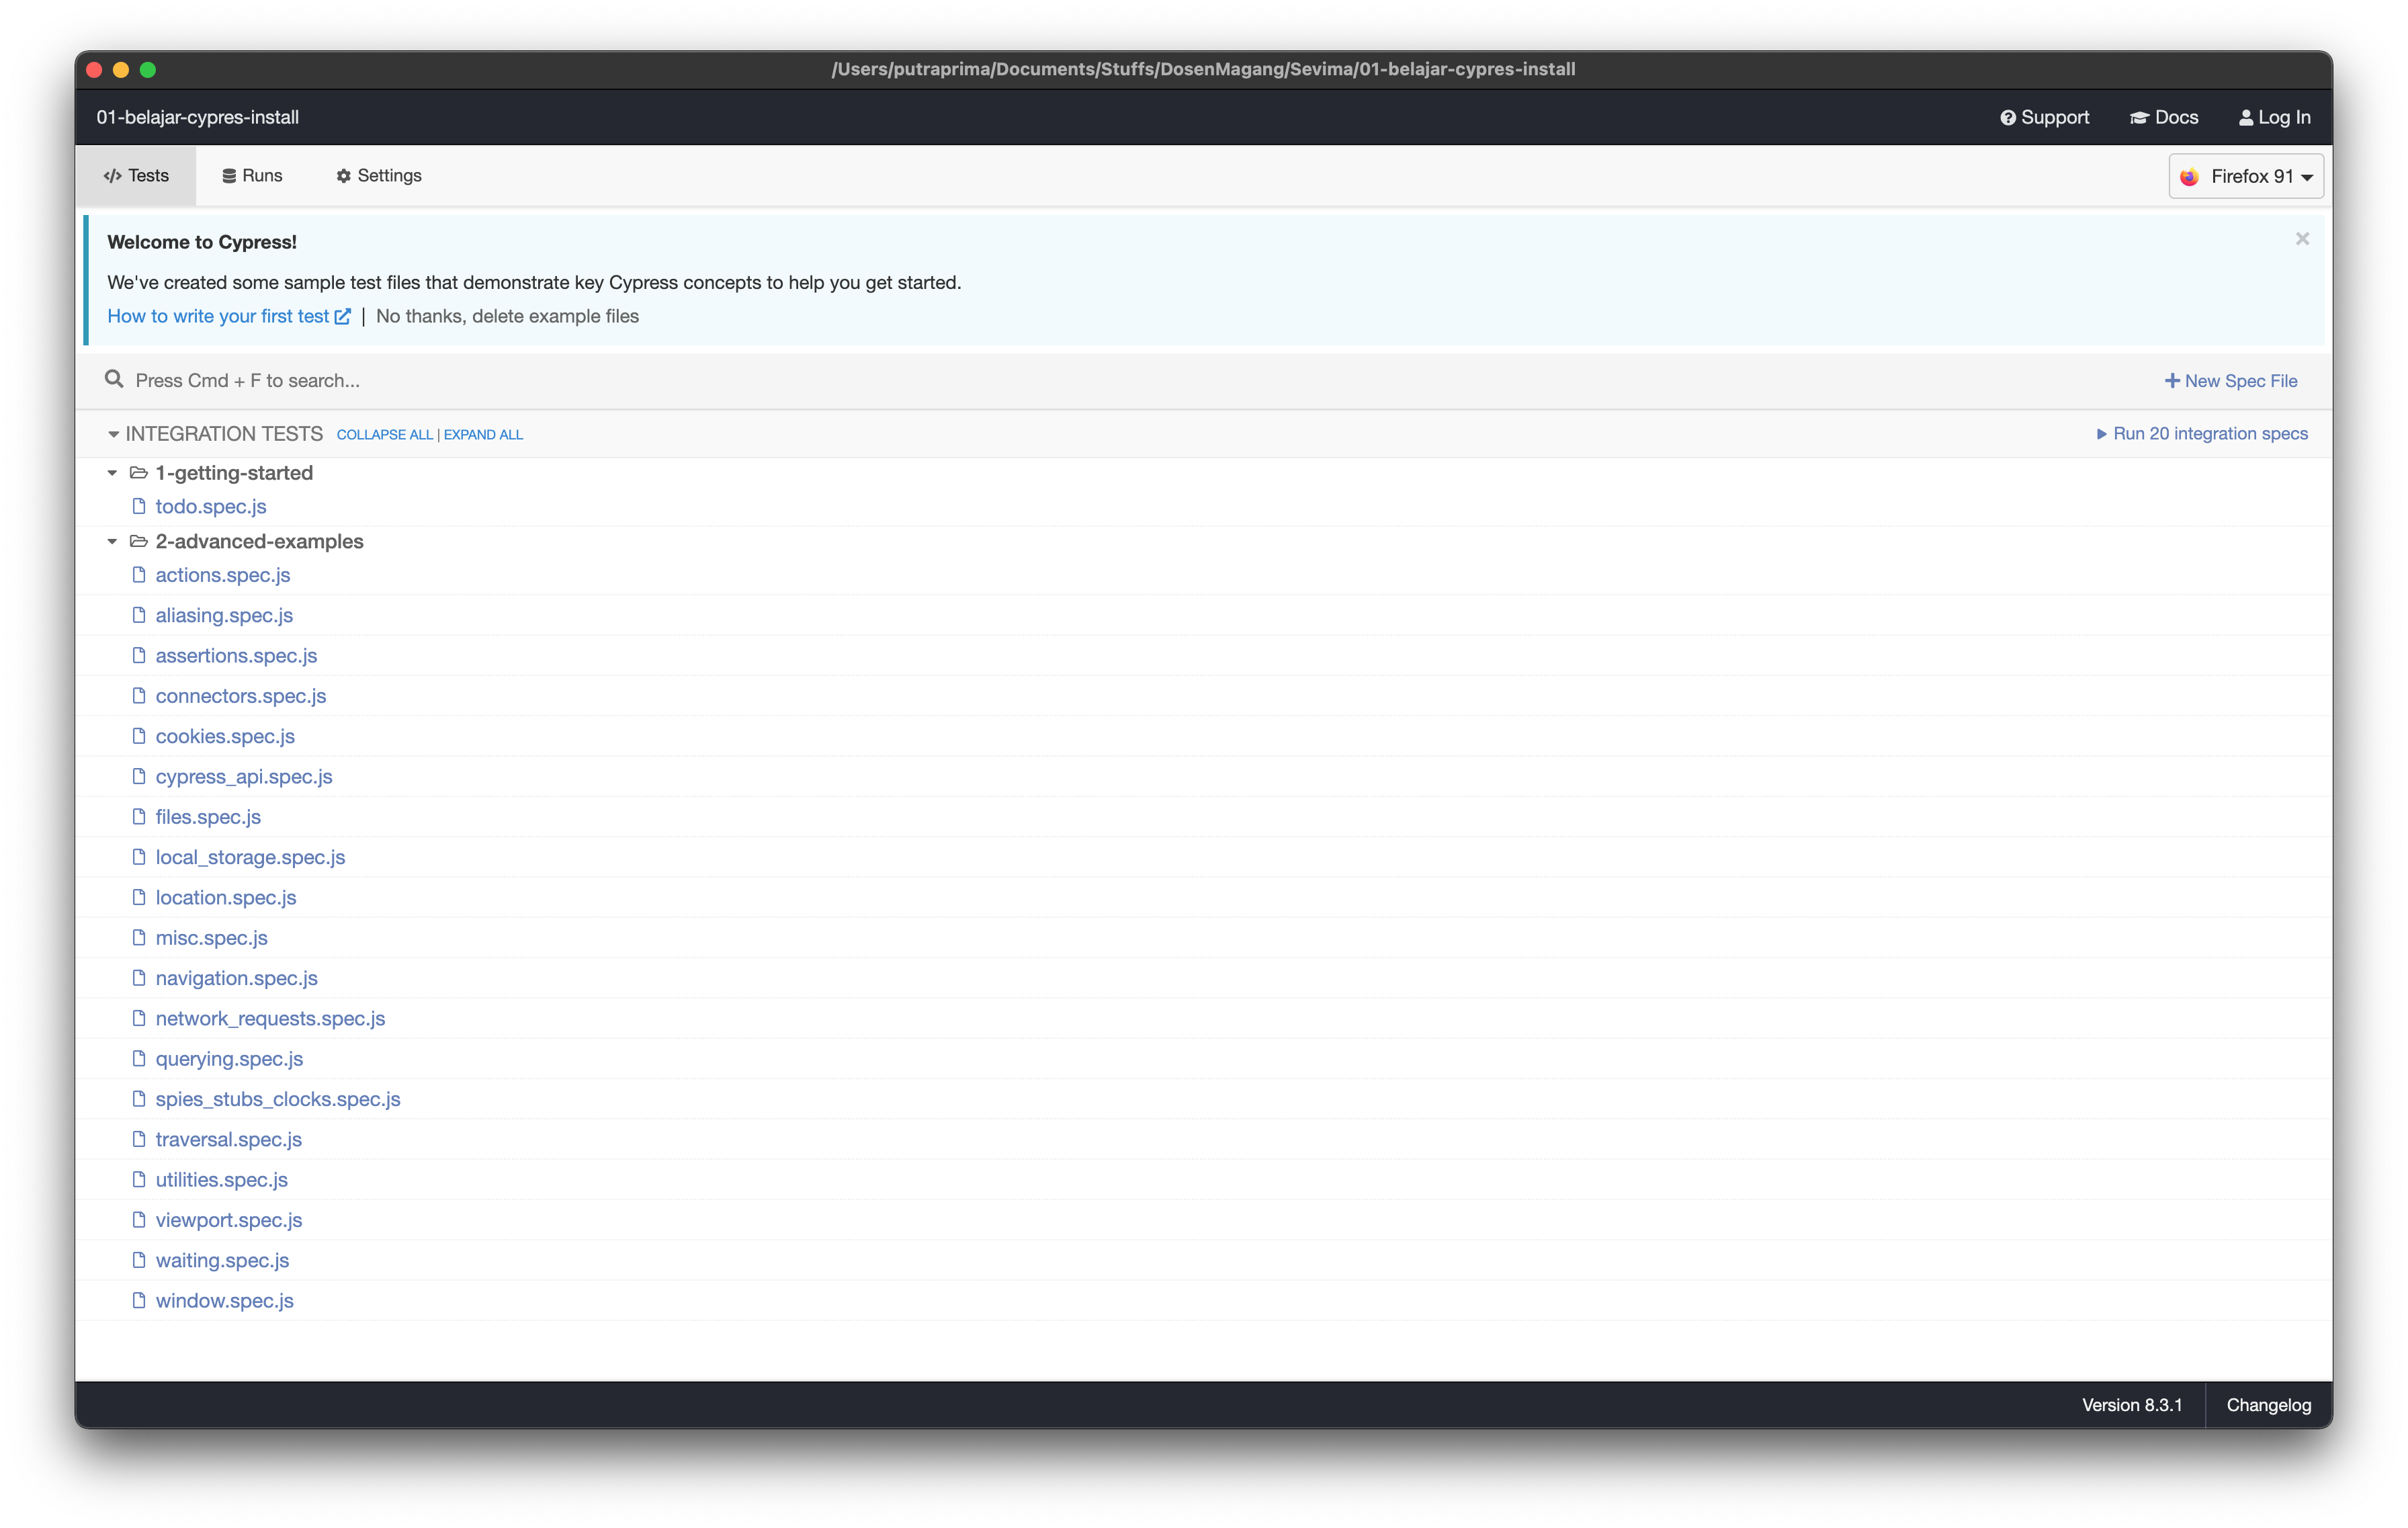 /Users/putraprima/Documents/Stuffs/DosenMagang/Sevima/01-belajar-cypres-install
01-belajar-cypres-install Support Docs Log In
Tests Runs Settings Firefox 91
Welcome to Cypress!
We've created some sample test files that demonstrate key Cypress concepts to help you get started.
How to write your first test | No thanks, delete example files
Press Cmd + F to search... New Spec File
INTEGRATION TESTS COLLAPSE ALL | EXPAND ALL Run 20 integration specs
1-getting-started
todo.spec.js
2-advanced-examples
actions.spec.js
aliasing.spec.js
assertions.spec.js
connectors.spec.js
cookies.spec.js
cypress_api.spec.js
files.spec.js
local_storage.spec.js
location.spec.js
misc.spec.js
navigation.spec.js
network_requests.spec.js
querying.spec.js
spies_stubs_clocks.spec.js
traversal.spec.js
utilities.spec.js
viewport.spec.js
waiting.spec.js
window.spec.js
Version 8.3.1 Changelog